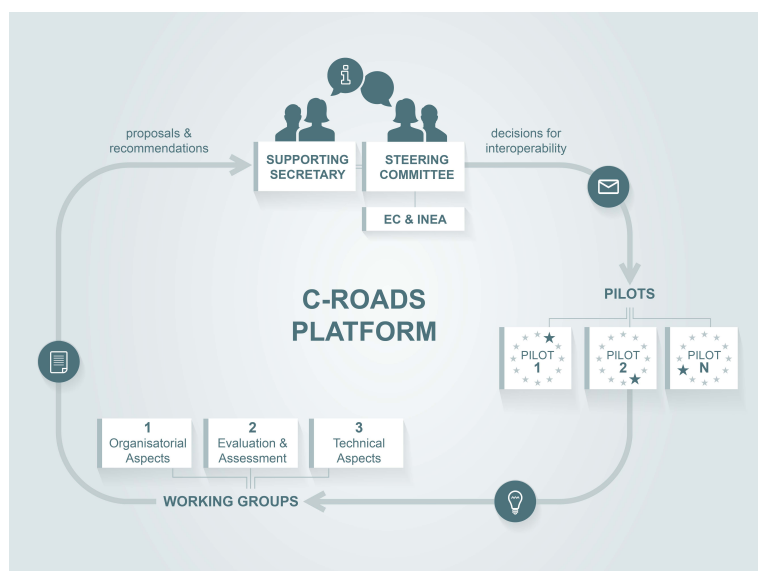 proposals &
recommendations
decisions for
interoperability
SUPPORTING
SECRETARY
STEERING
COMMITTEE
EC & INEA
C-ROADS
PLATFORM
PILOTS
PILOT
1
PILOT
2
PILOT
N
1
Organisatorial
Aspects
2
Evaluation &
Assessment
3
Technical
Aspects
WORKING GROUPS